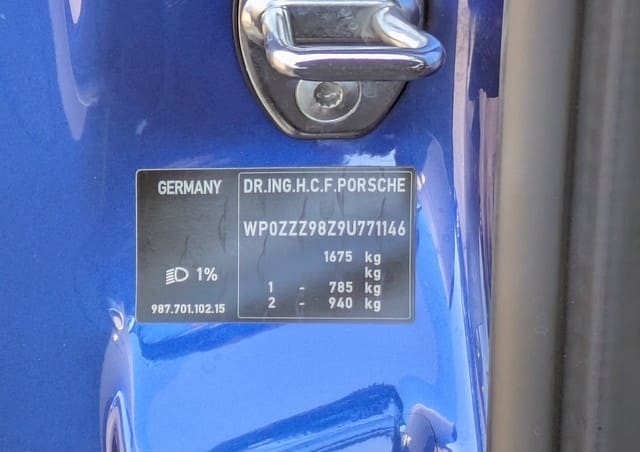 GERMANY
DR.ING.H.C.F.PORSCHE
WP0ZZZ98Z9U771146
1675 kg
kg
1%
1 - 785 kg
2 - 940 kg
987.701.102.15